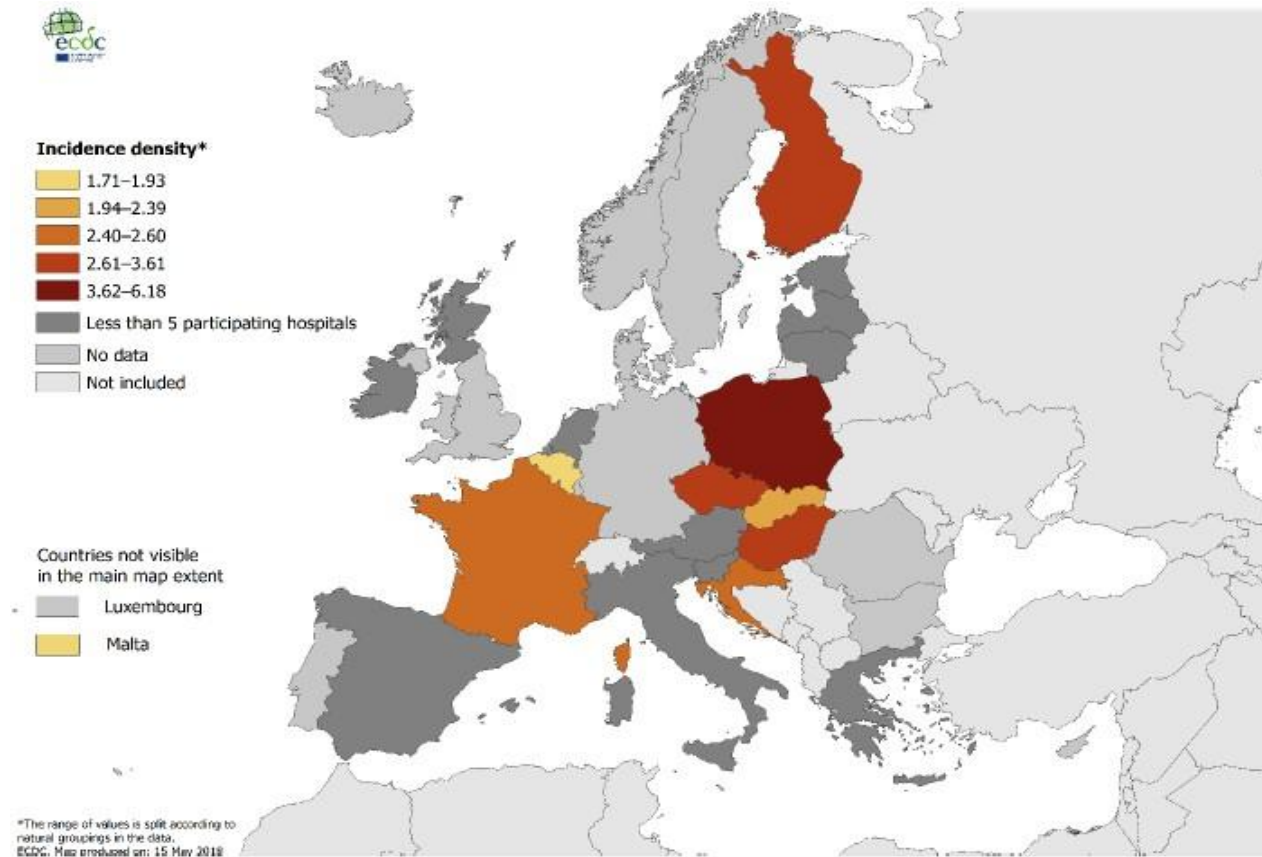 ecdc
Incidence density*
1.71–1.93
1.94–2.39
2.40–2.60
2.61–3.61
3.62–6.18
Less than 5 participating hospitals
No data
Not included
Countries not visible
in the main map extent
Luxembourg
Malta
*The range of values is split according to
natural groupings in the data.
ECDC. Map produced on: 15 May 2018